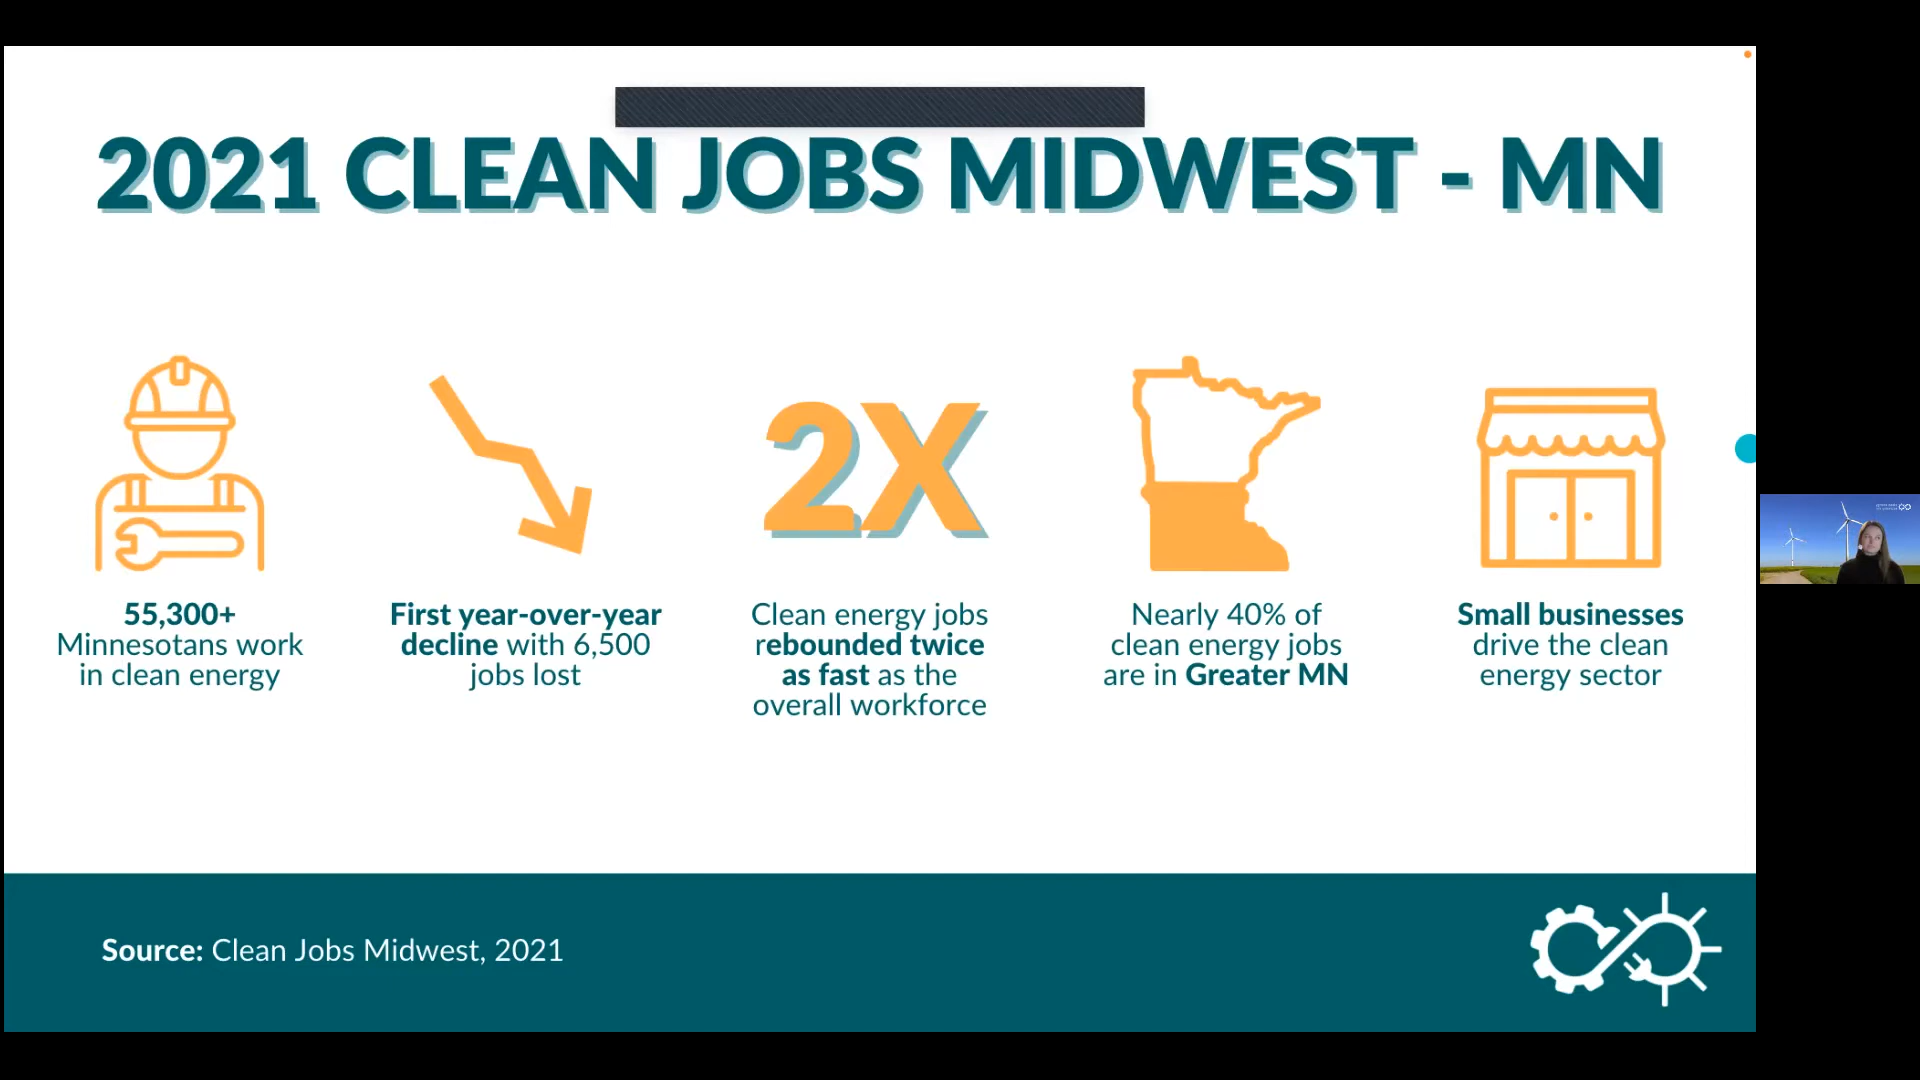 2021 CLEAN JOBS MIDWEST - MN
2X
55,300+
Minnesotans work
in clean energy
First year-over-year
decline with 6,500
jobs lost
Clean energy jobs
rebounded twice
as fast as the
overall workforce
Nearly 40% of
clean energy jobs
are in Greater MN
Small businesses
drive the clean
energy sector
Source: Clean Jobs Midwest, 2021